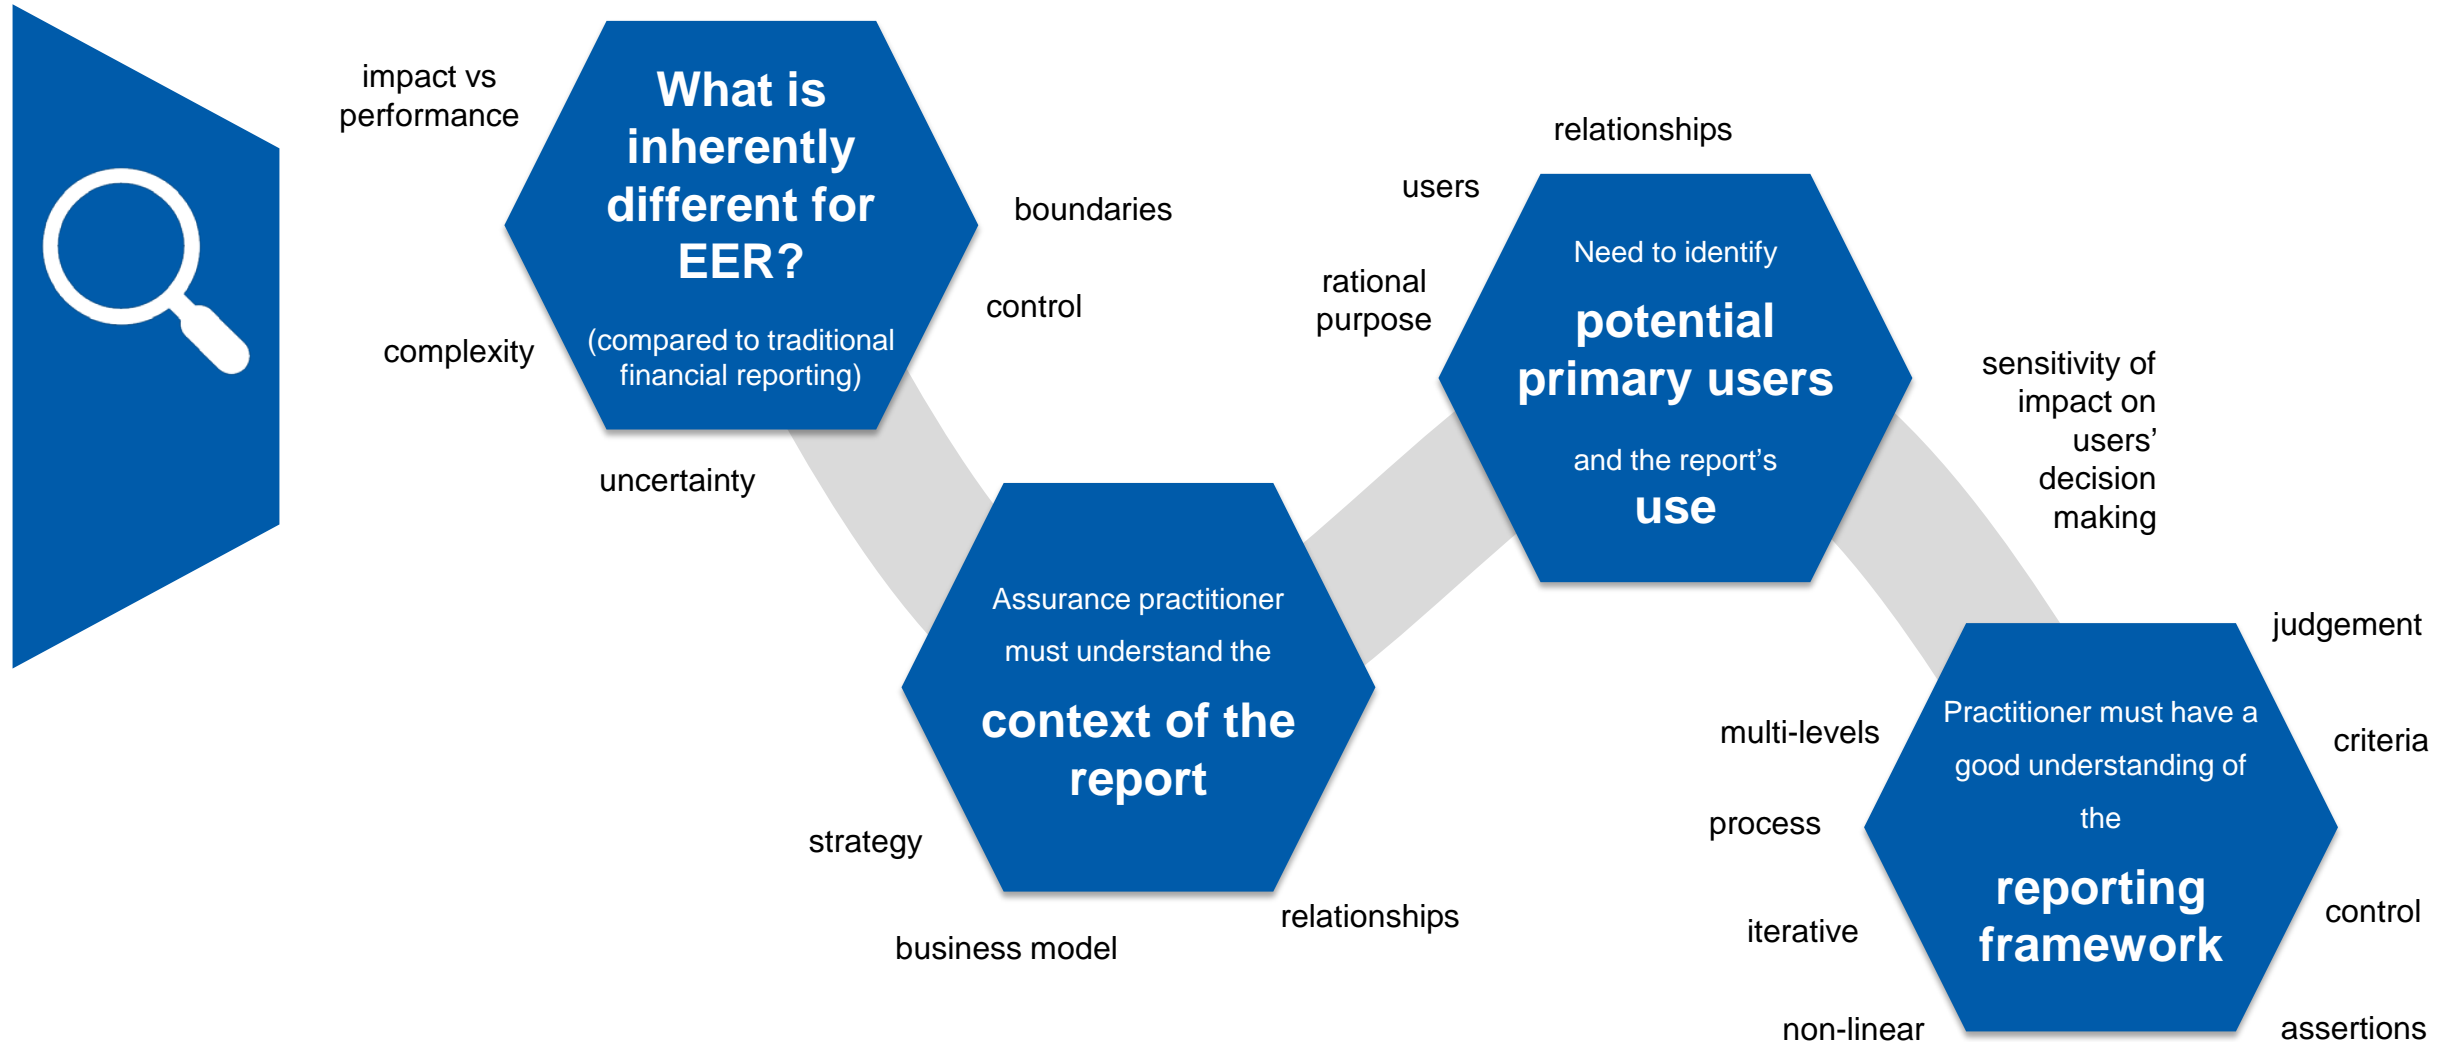 impact vs
performance
What is
inherently
different for
EER?
(compared to traditional
financial reporting)
boundaries
control
complexity
uncertainty
Assurance practitioner
must understand the
context of the
report
strategy
business model
relationships
relationships
users
rational
purpose
Need to identify
potential
primary users
and the report’s
use
sensitivity of
impact on
users’
decision
making
Practitioner must have a
good understanding of
the
reporting
framework
multi-levels
process
iterative
non-linear
judgement
criteria
control
assertions